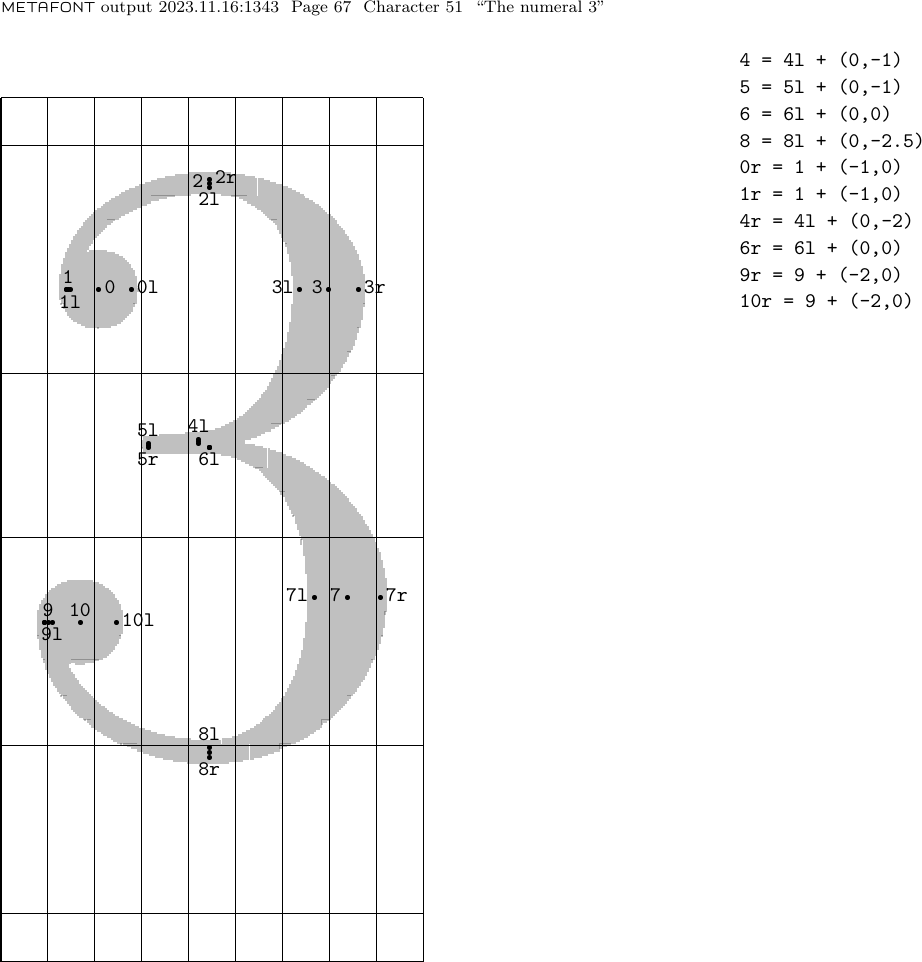 METAFONT output 2023.11.16:1343 Page 67 Character 51 “The numeral 3”
4 = 4l + (0,-1)
5 = 5l + (0,-1)
6 = 6l + (0,0)
8 = 8l + (0,-2.5)
0r = 1 + (-1,0)
1r = 1 + (-1,0)
4r = 4l + (0,-2)
6r = 6l + (0,0)
9r = 9 + (-2,0)
10r = 9 + (-2,0)
2 2r
2l
1 0 0l 3l 3 3r
1l
5l 4l
5r 6l
7l 7 7r
9 10 10l
9l
8l
8r